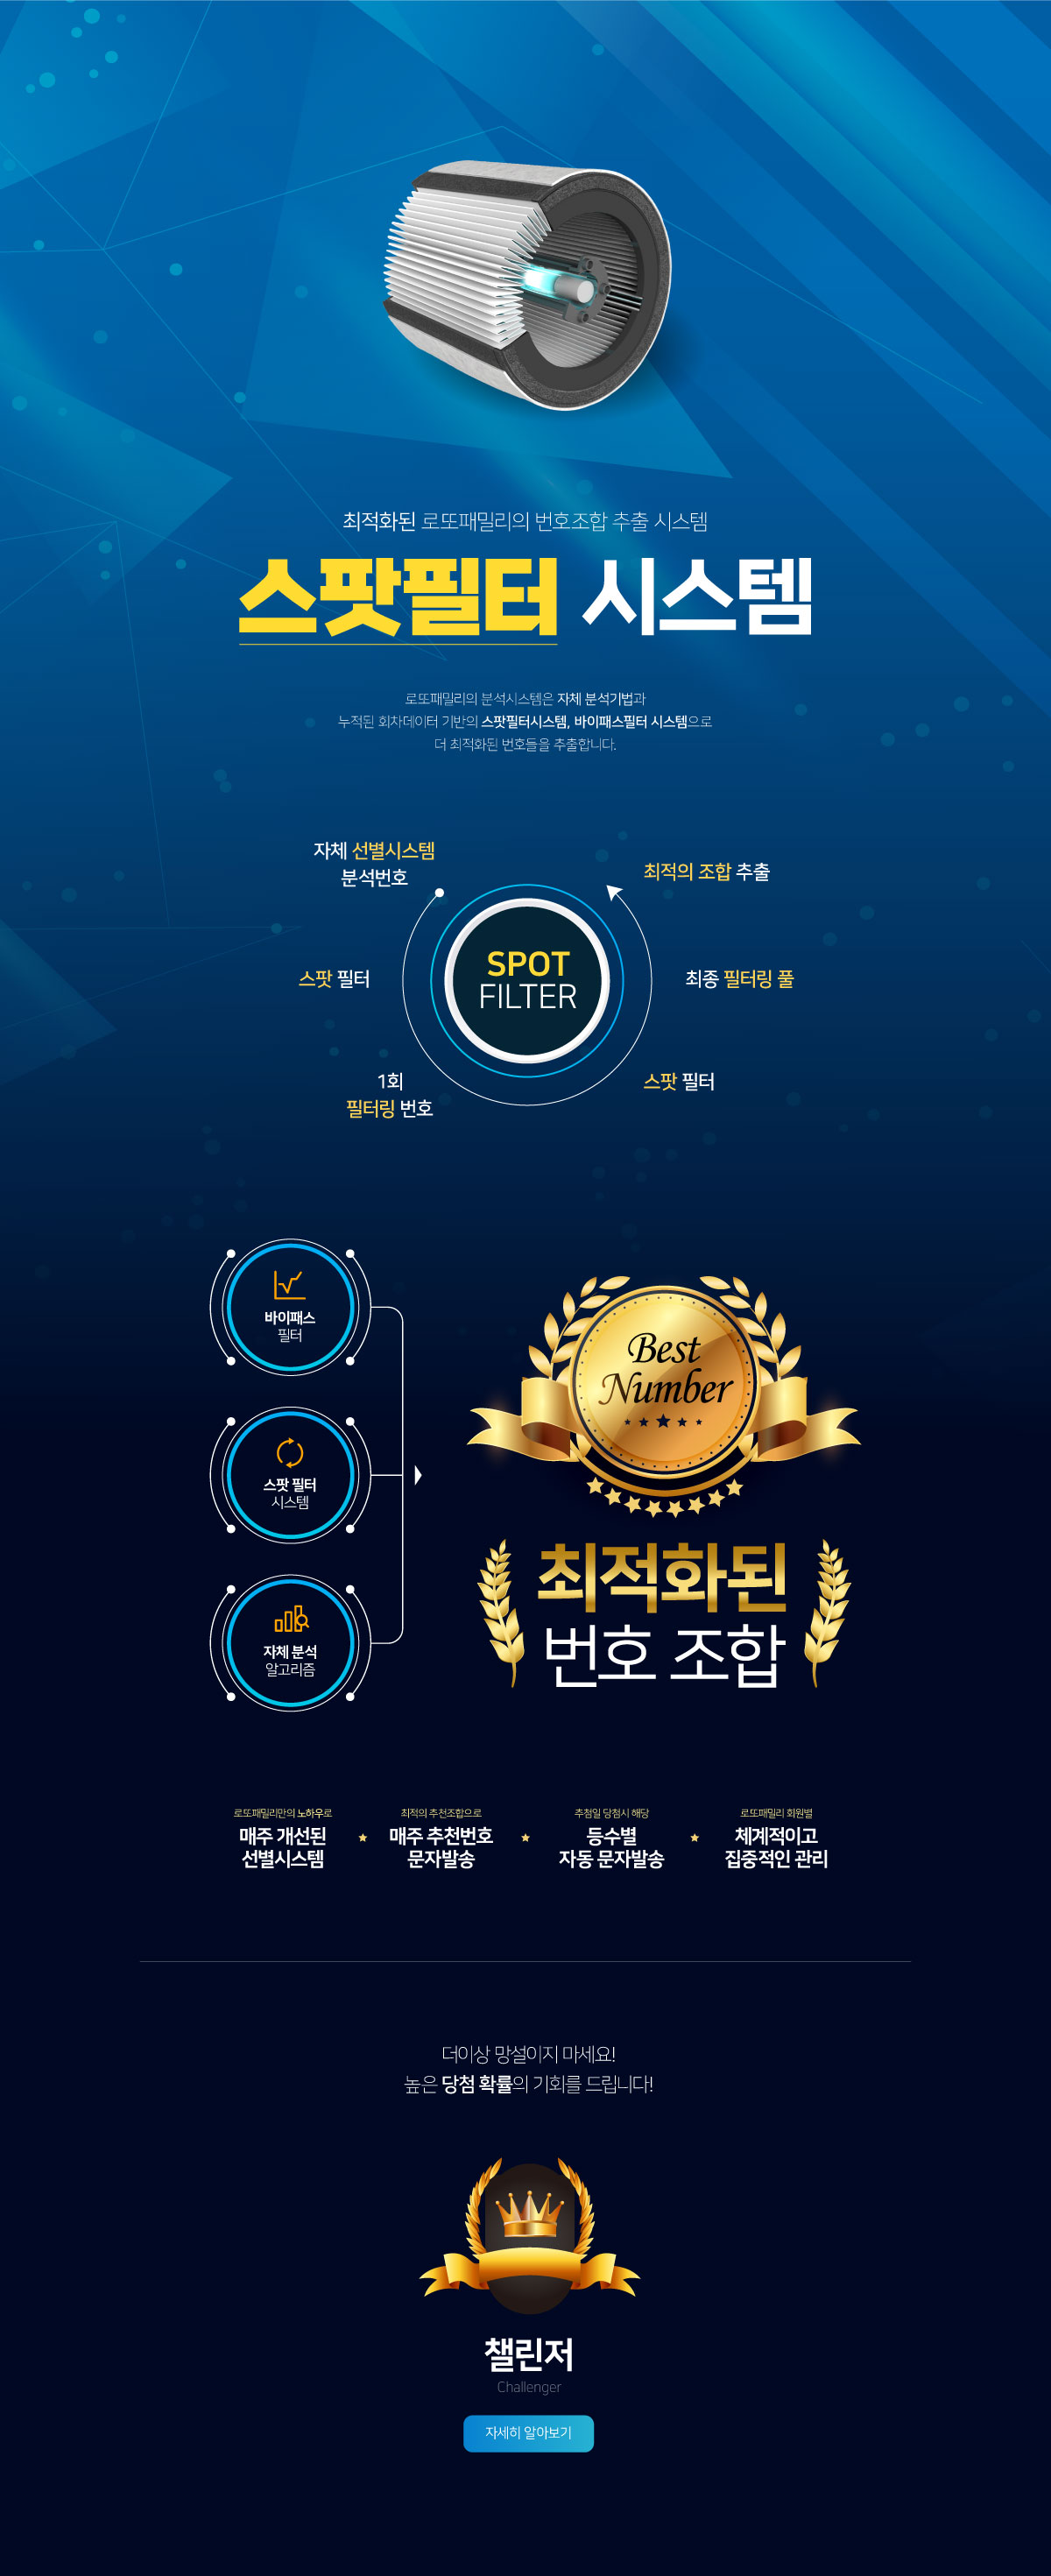 최적화된 로또패밀리의 번호조합 추출 시스템
스팟필터 시스템
로또패밀리의 분석시스템은 자체 분석기법과
누적된 회차데이터 기반의 스팟필터시스템, 바이패스필터 시스템으로
더 최적화된 번호들을 추출합니다.
자체 선별시스템
분석번호
최적의 조합 추출
스팟 필터
SPOT
FILTER
최종 필터링 풀
1회
필터링 번호
스팟 필터
바이패스
필터
스팟 필터
시스템
자체 분석
알고리즘
Best
Number
최적화된
번호 조합
로또패밀리만의 노하우로
매주 개선된
선별시스템
최적의 추천조합으로
매주 추천번호
문자발송
추첨일 당첨시 해당
등수별
자동 문자발송
로또패밀리 회원별
체계적이고
집중적인 관리
더이상 망설이지 마세요!
높은 당첨 확률의 기회를 드립니다!
챌린저
Challenger
자세히 알아보기